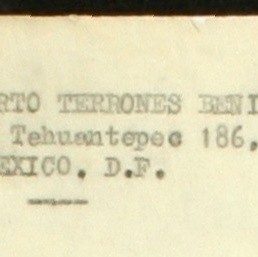 RTO TERRONES BENI
Tehuantepec 186,
EXICO. D.F.